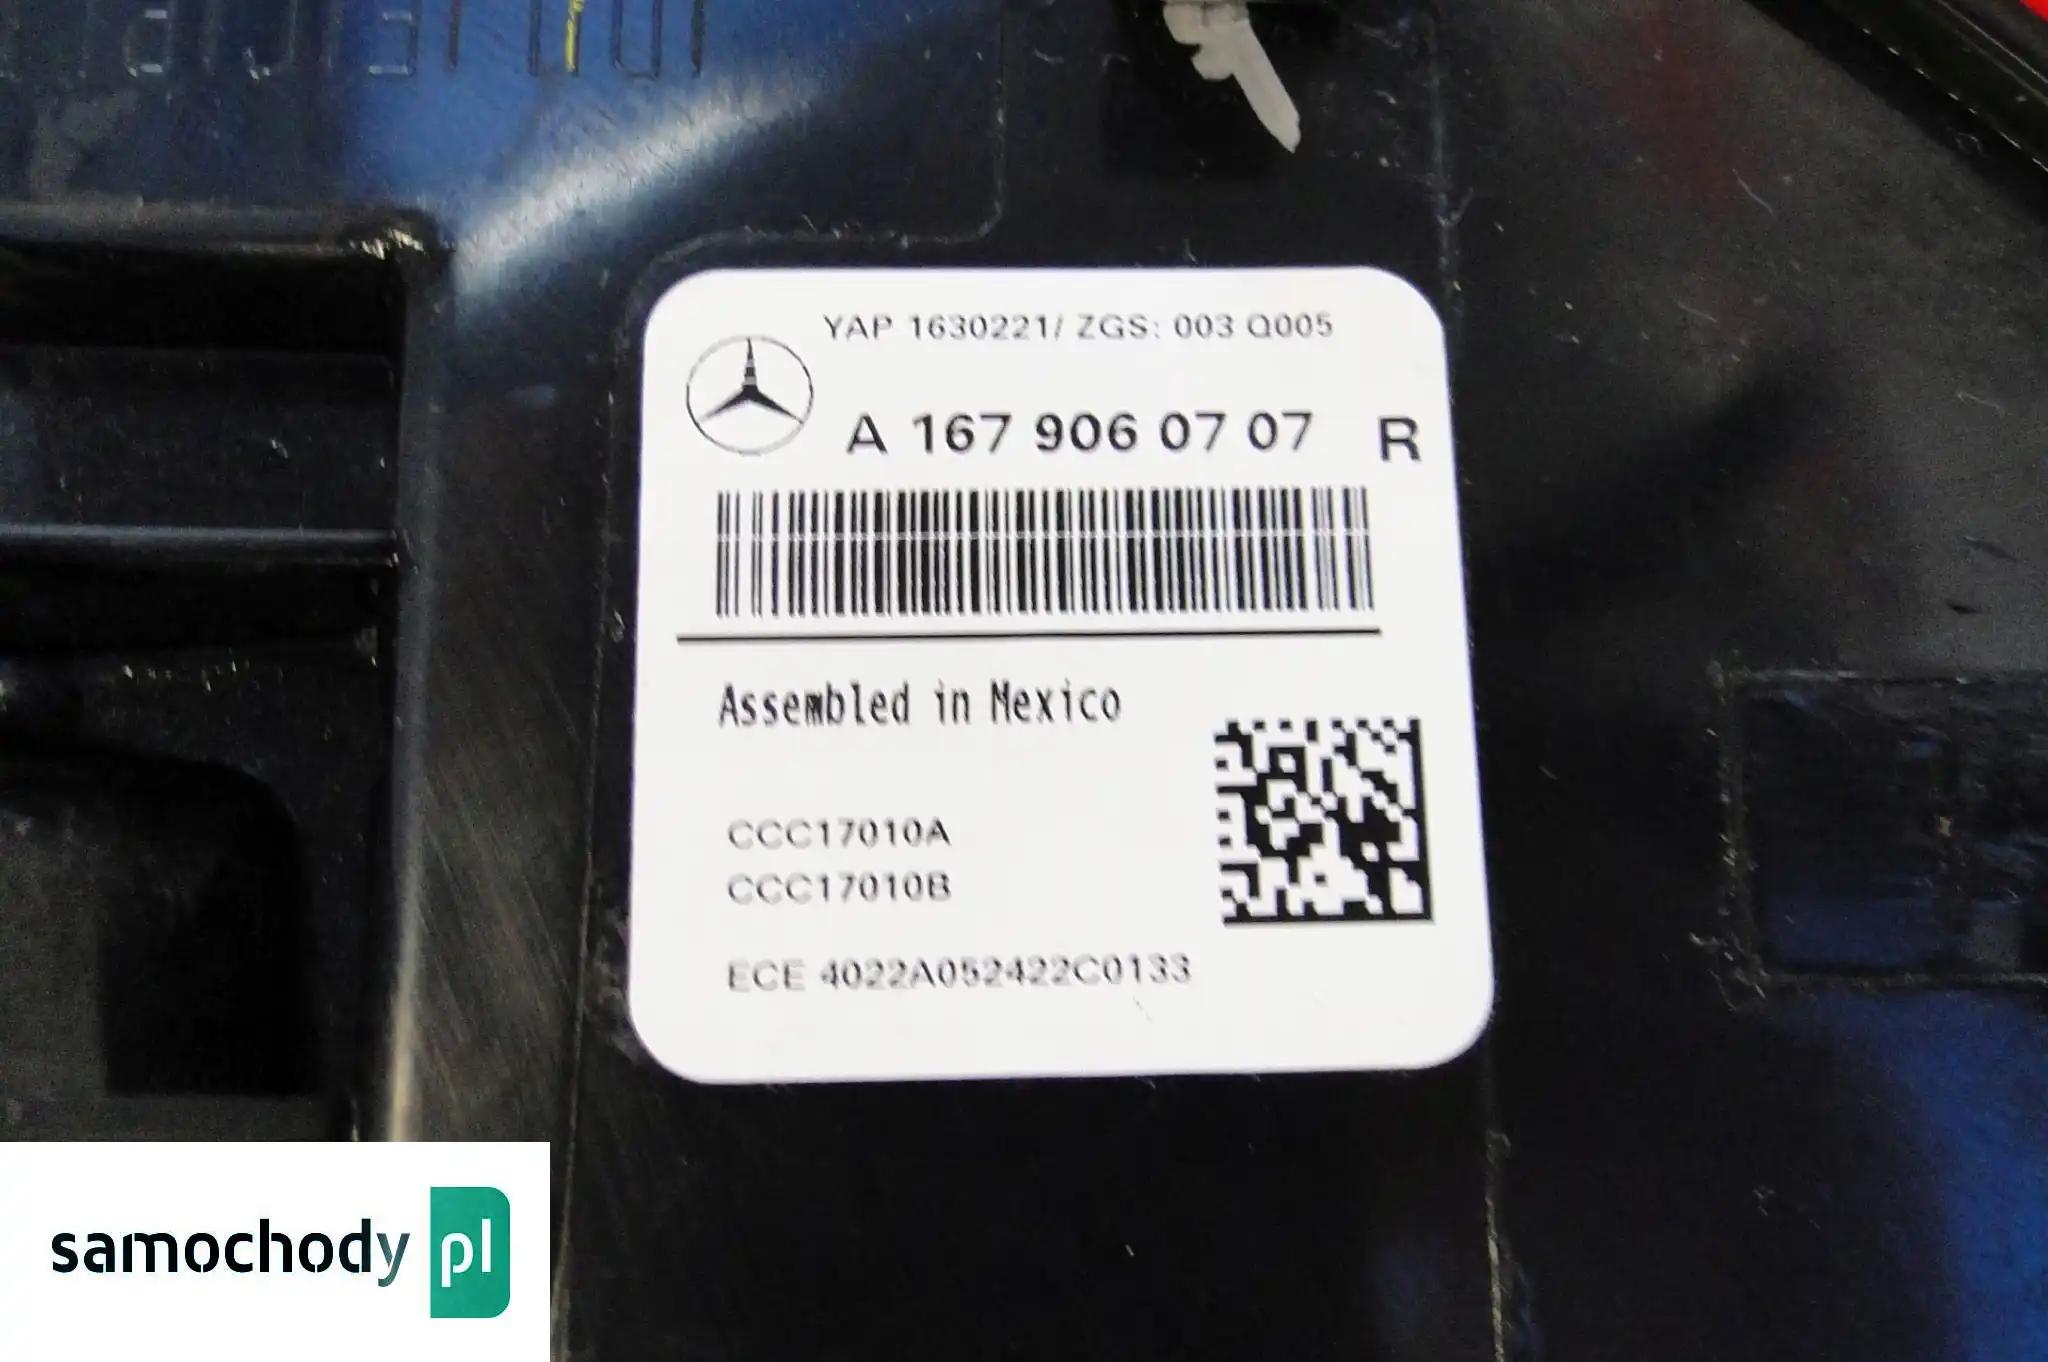 YAP 1630221/ ZGS: 003 Q005
A 167 906 07 07 R
Assembled in Mexico
CCC17010A
CCC17010B
ECE 4022A052422C0133
samochody pl